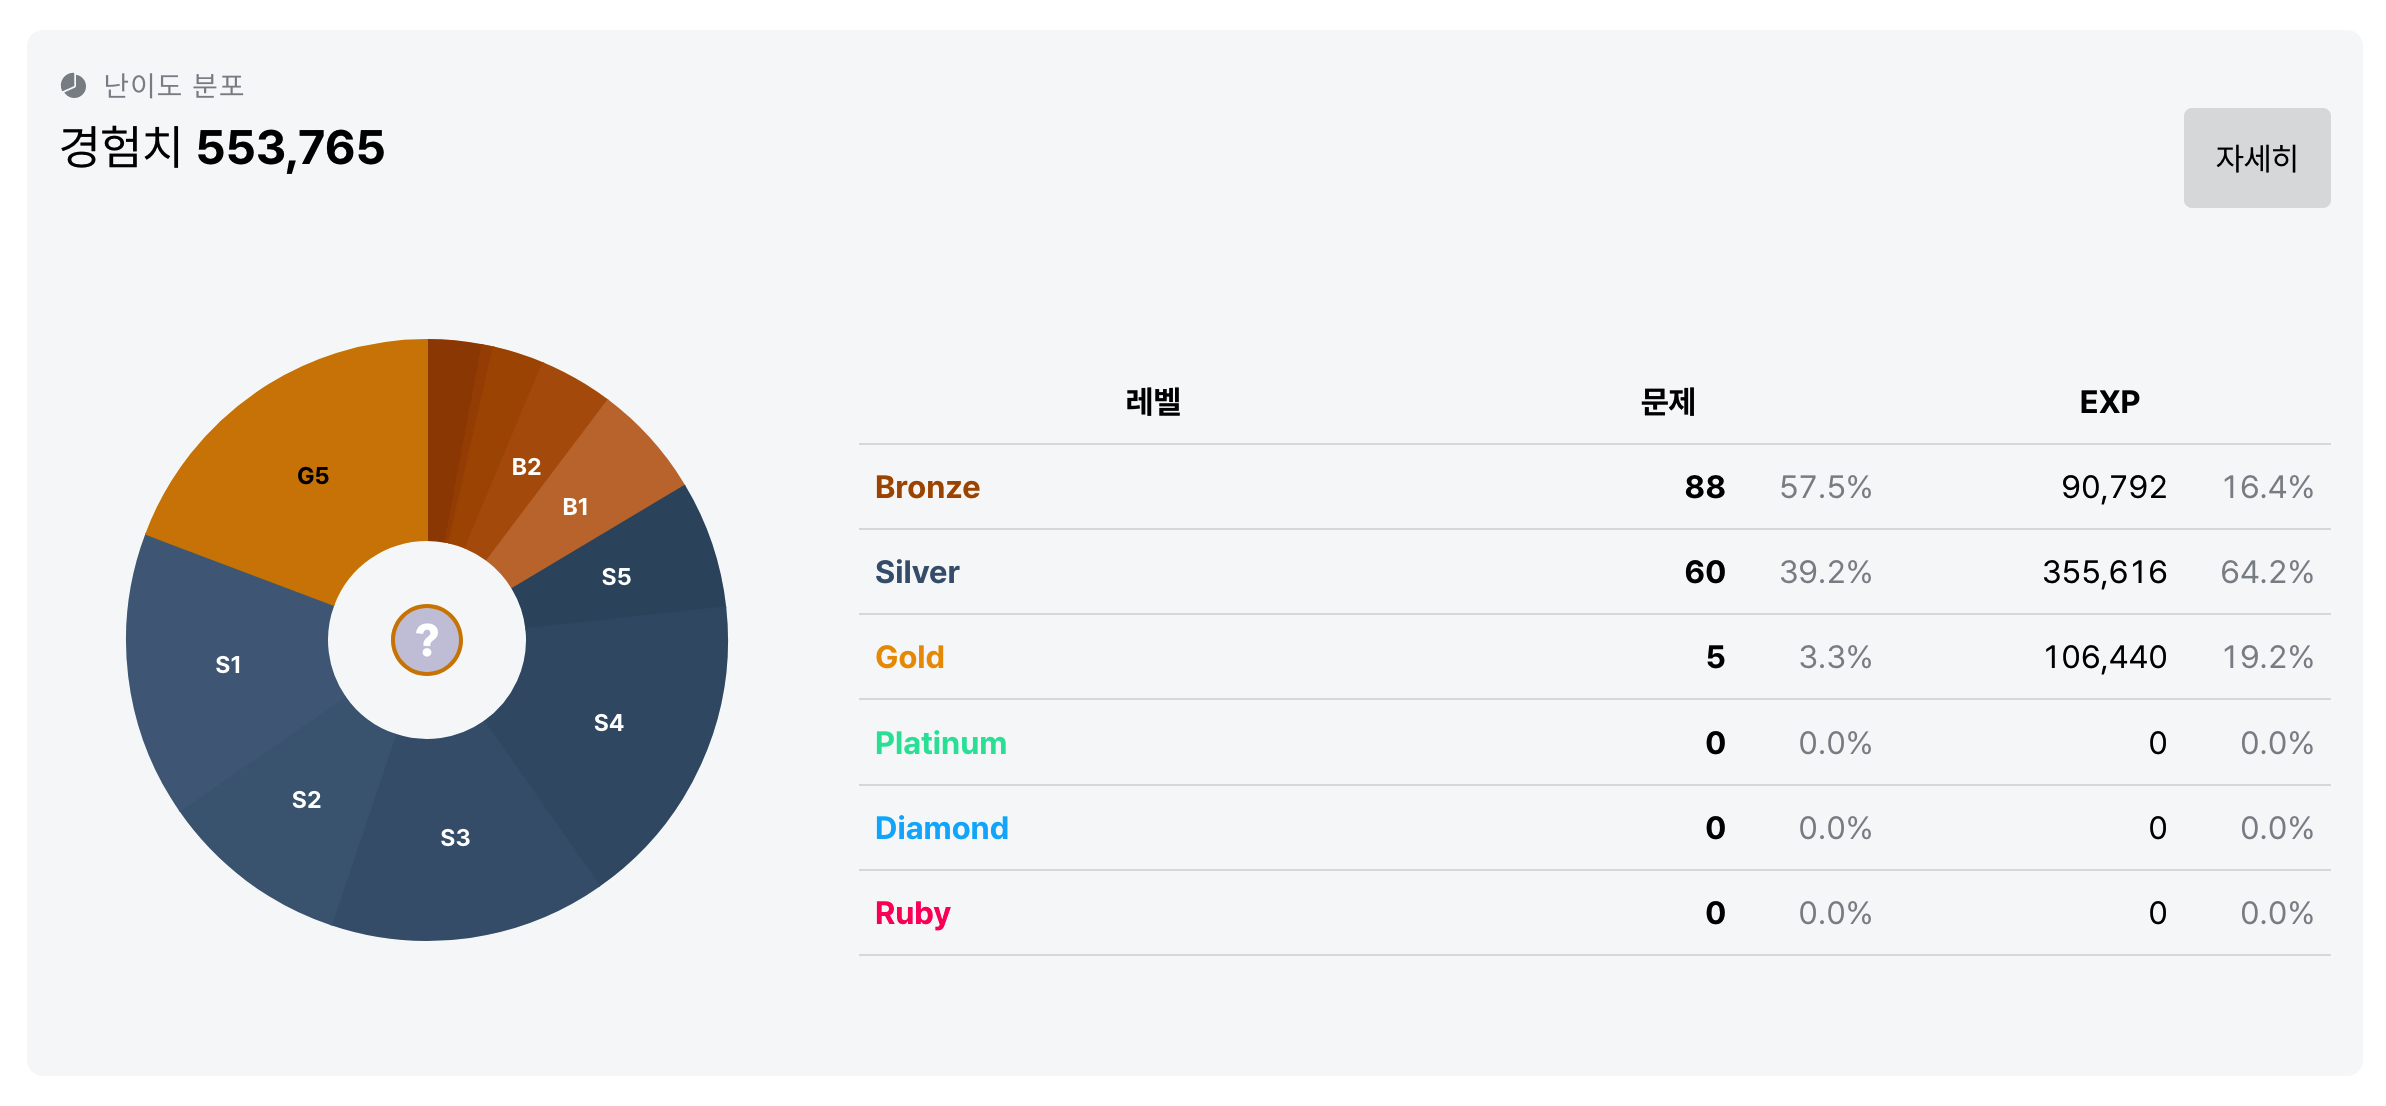 난이도 분포
경험치 553,765
자세히
G5
B2
B1
S5
S1
S4
S2
S3
?
레벨 문제 EXP
Bronze 88 57.5% 90,792 16.4%
Silver 60 39.2% 355,616 64.2%
Gold 5 3.3% 106,440 19.2%
Platinum 0 0.0% 0 0.0%
Diamond 0 0.0% 0 0.0%
Ruby 0 0.0% 0 0.0%